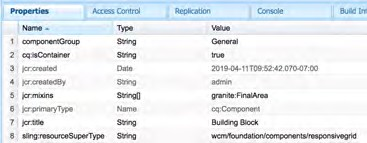 Properties Access Control Replication Console Build In
Name Type Value
1 componentGroup String General
2 cq:isContainer String true
3 jcr:created Date 2019-04-11T09:52:42.070-07:00
4 jcr:createdBy String admin
5 jcr:mixins String[] granite:FinalArea
6 jcr:primaryType Name cq:Component
7 jcr:title String Building Block
8 sling:resourceSuperType String wcm/foundation/components/responsivegrid